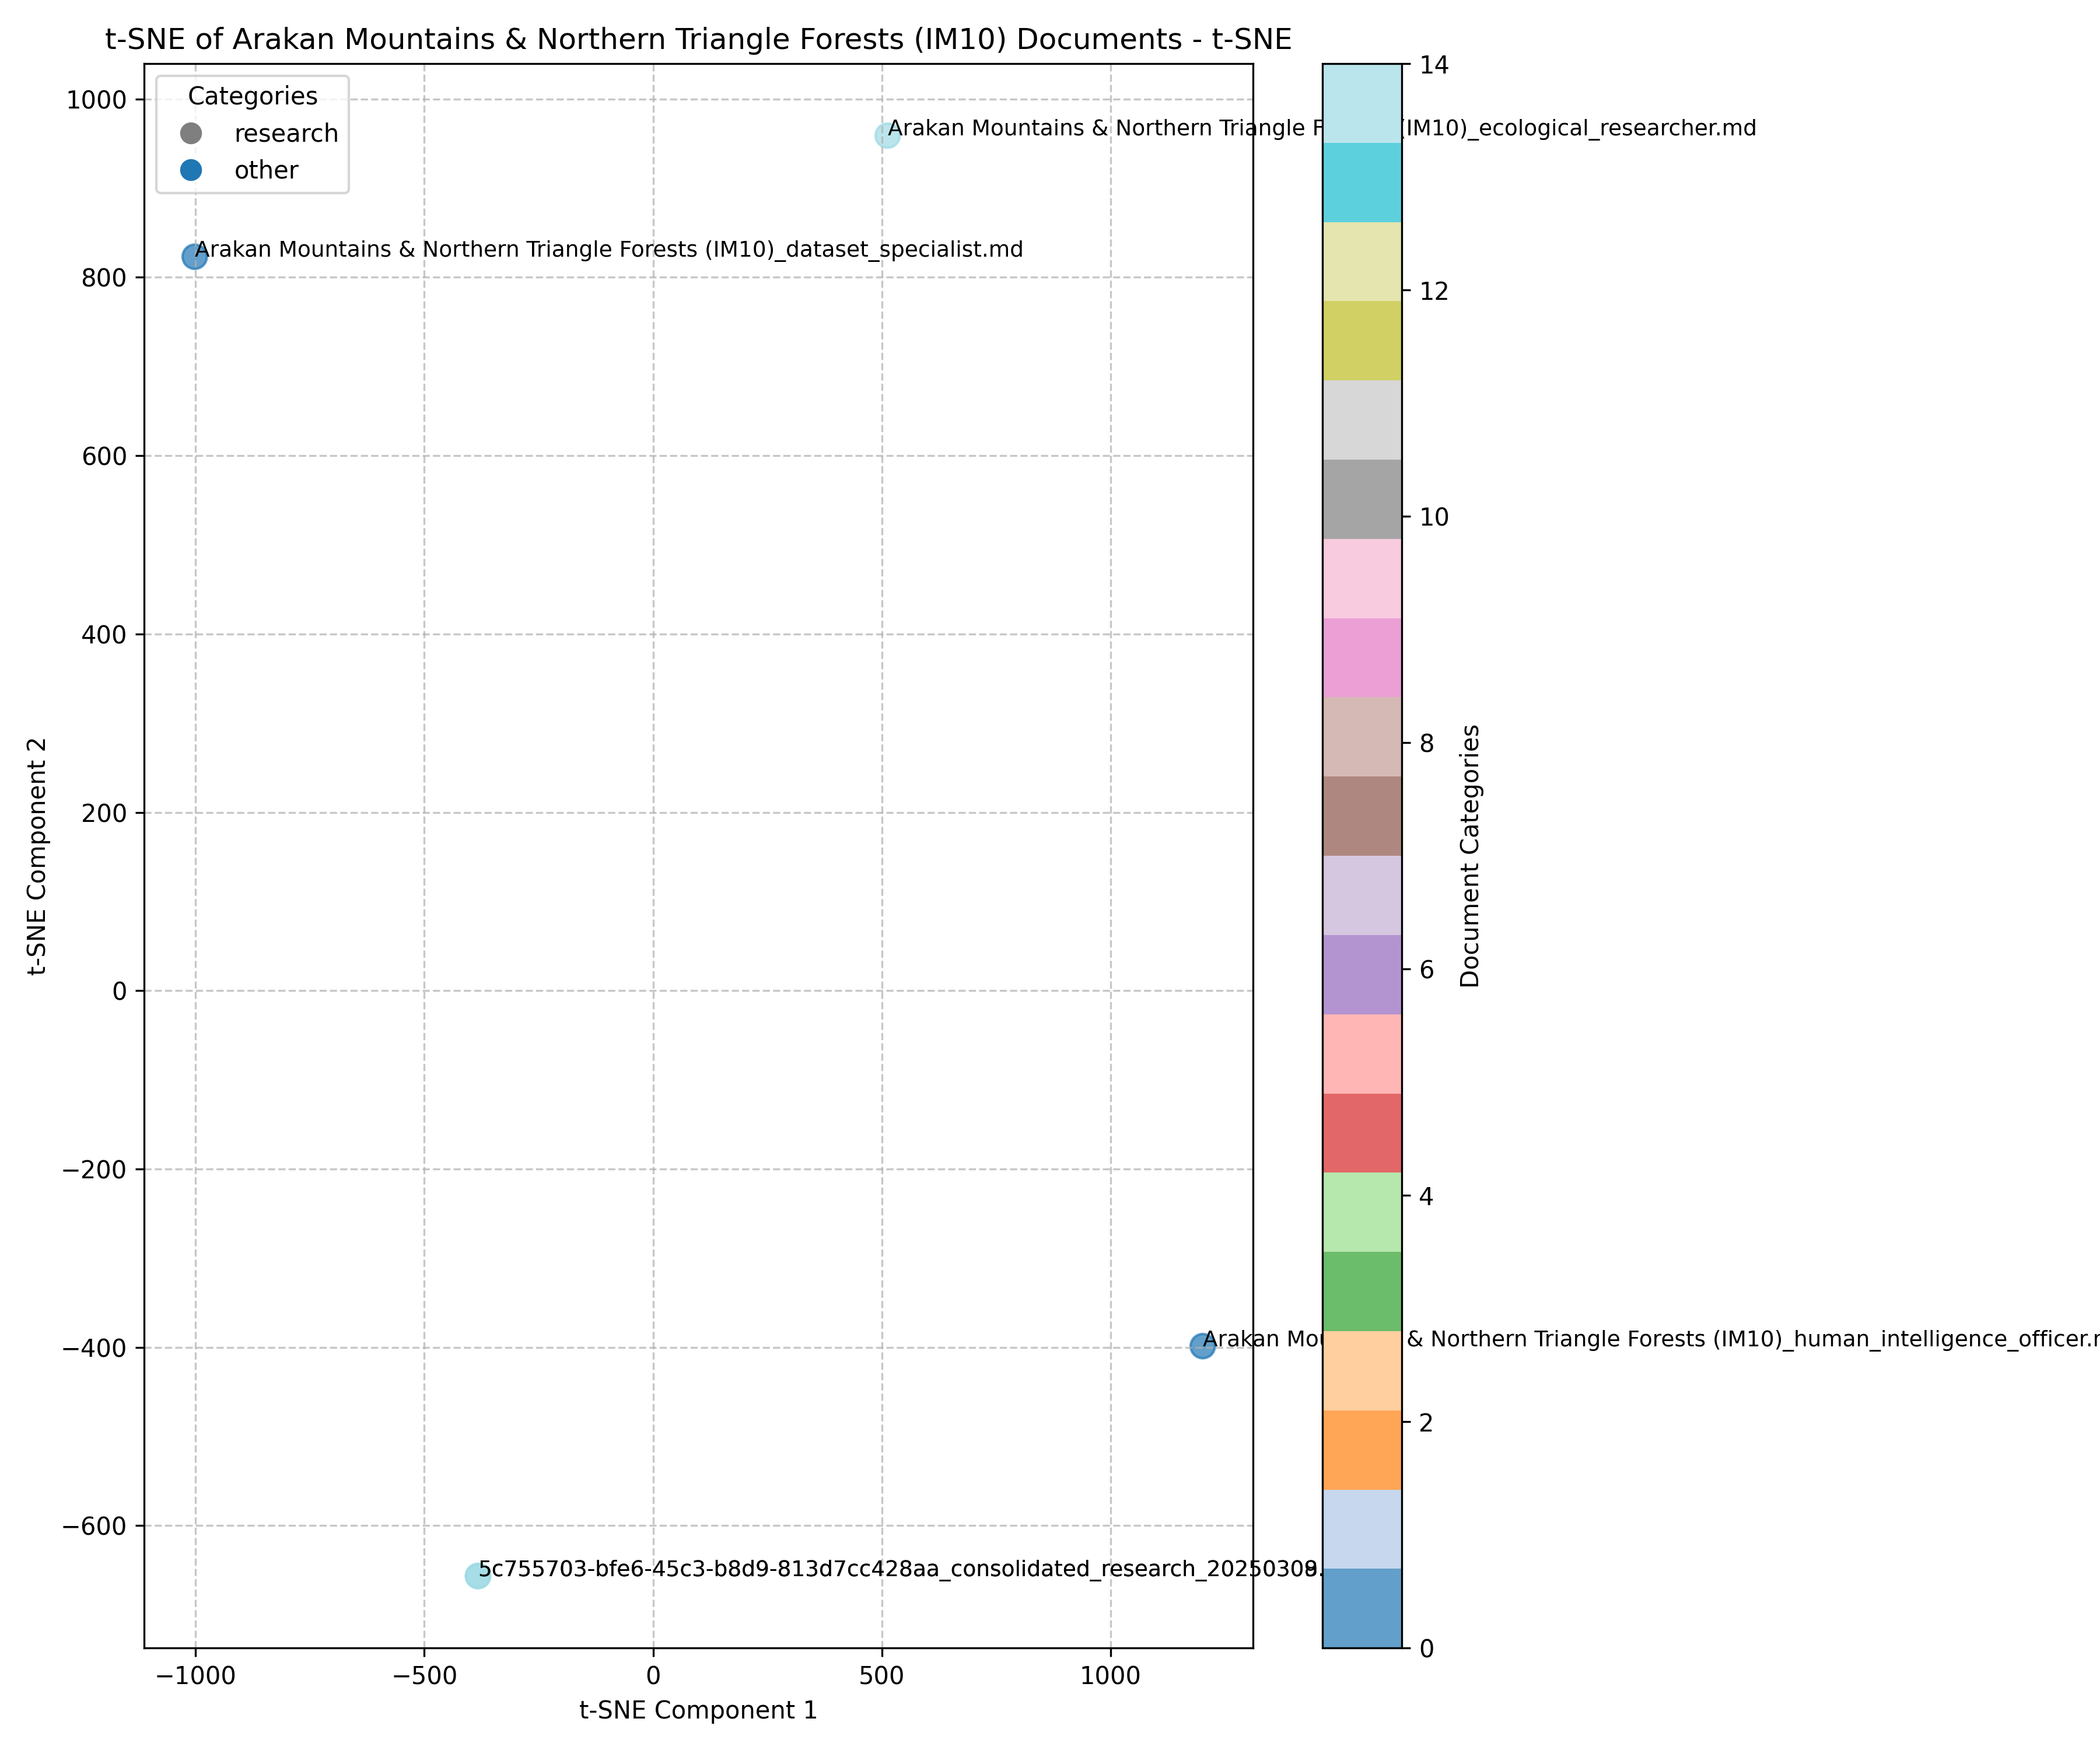 t-SNE of Arakan Mountains & Northern Triangle Forests (IM10) Documents - t-SNE
Categories
research
other
Arakan Mountains & Northern Triangle F (IM10)_ecological_researcher.md
Arakan Mountains & Northern Triangle Forests (IM10)_dataset_specialist.md
Arakan & Northern Triangle Forests (IM10)_human_intelligence_officer.
5c755703-bfe6-45c3-b8d9-813d7cc428aa_consolidated_research_2025030
1000
800
600
400
200
0
−200
−400
−600
t-SNE Component 2
−1000
−500
0
500
1000
t-SNE Component 1
14
12
10
8
6
4
2
0
Document Categories